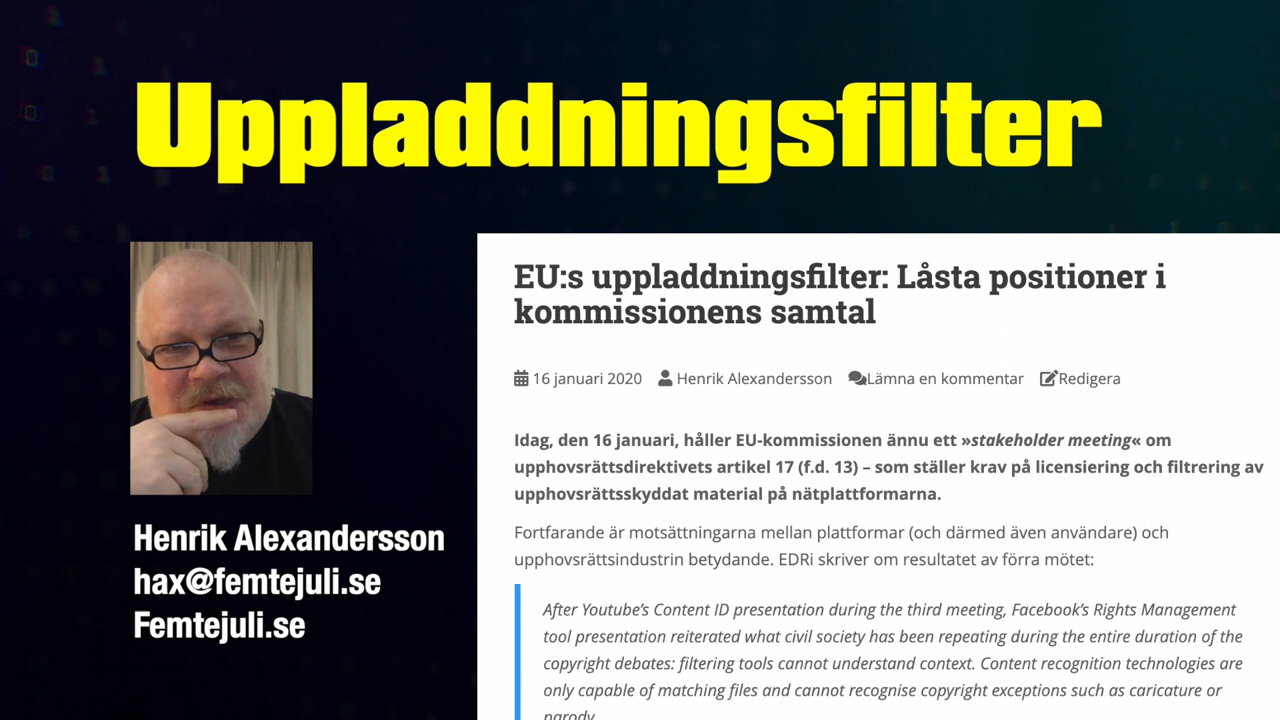 Uppladdningsfilter
Henrik Alexandersson
hax@femtejuli.se
Femtejuli.se
EU:s uppladdningsfilter: Låsta positioner i
kommissionens samtal
16 januari 2020 Henrik Alexandersson Lämna en kommentar Redigera
Idag, den 16 januari, håller EU-kommissionen ännu ett »stakeholder meeting« om
upphovsrättsdirektivets artikel 17 (f.d. 13) – som ställer krav på licensiering och filtrering av
upphovsrättsskyddat material på nätplattformarna.
Fortfarande är motsättningarna mellan plattformar (och därmed även användare) och
upphovsrättsindustrin betydande. EDRi skriver om resultatet av förra mötet:
After Youtube’s Content ID presentation during the third meeting, Facebook’s Rights Management
tool presentation reiterated what civil society has been repeating during the entire duration of the
copyright debates: filtering tools cannot understand context. Content recognition technologies are
only capable of matching files and cannot recognise copyright exceptions such as caricature or
parody.